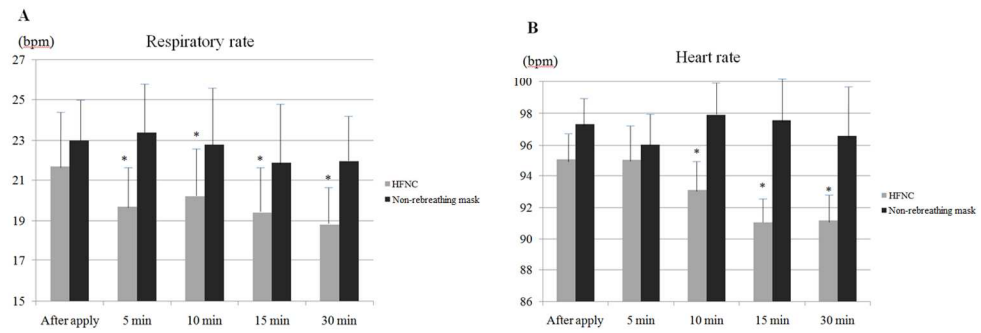 A
Respiratory rate
(bpm)
27
25
23
21
19
17
15
*
*
*
*
After apply 5 min 10 min 15 min 30 min
HFNC
Non-rebreathing mask
B
Heart rate
(bpm)
100
98
96
94
92
90
88
86
*
*
*
After apply 5 min 10 min 15 min 30 min
HFNC
Non-rebreathing mask